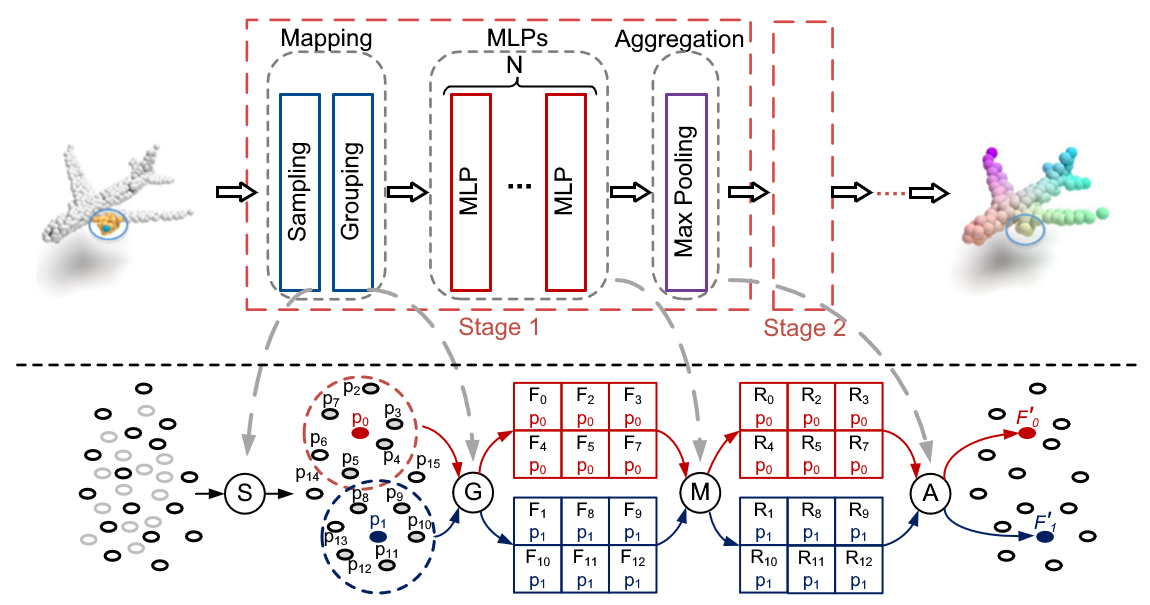 Mapping MLPs Aggregation
N
Sampling
Grouping
MLP
...
MLP
Max Pooling
Stage 1 Stage 2
S
p2
p7
p3
p0
p6
p4
p5
p15
p14
p8
p9
p1
p10
p13
p11
p12
G
F0 F2 F3
p0 p0 p0
F4 F5 F7
p0 p0 p0
F1 F8 F9
p1 p1 p1
F10 F11 F12
p1 p1 p1
M
R0 R2 R3
p0 p0 p0
R4 R5 R7
p0 p0 p0
R1 R8 R9
p1 p1 p1
R10 R11 R12
p1 p1 p1
A
F'0
F'1